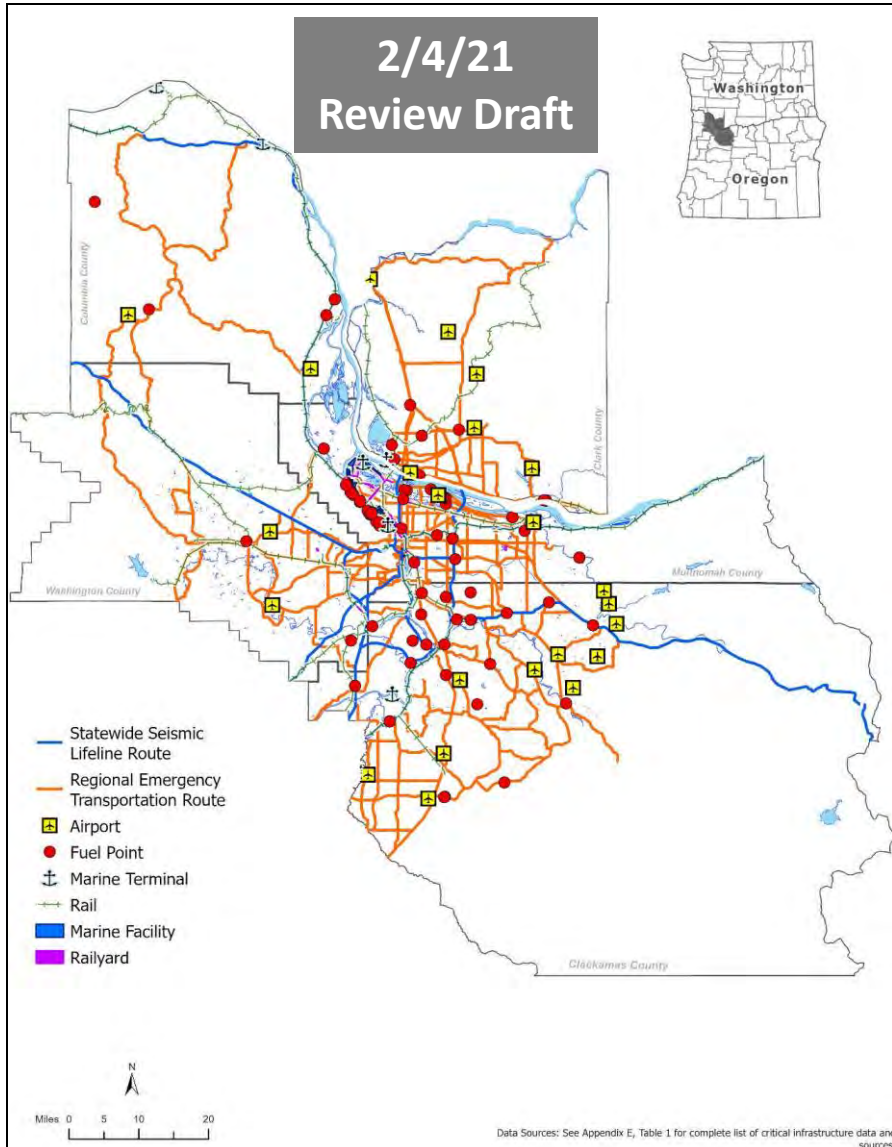 2/4/21
Review Draft
Washington
Oregon
Columbia County
Clark County
Washington County
Multnomah County
Clackamas County
Statewide Seismic
Lifeline Route
Regional Emergency
Transportation Route
Airport
Fuel Point
Marine Terminal
Rail
Marine Facility
Railyard
N
Miles 0 5 10 20
Data Sources: See Appendix E, Table 1 for complete list of critical infrastructure data and
sources.